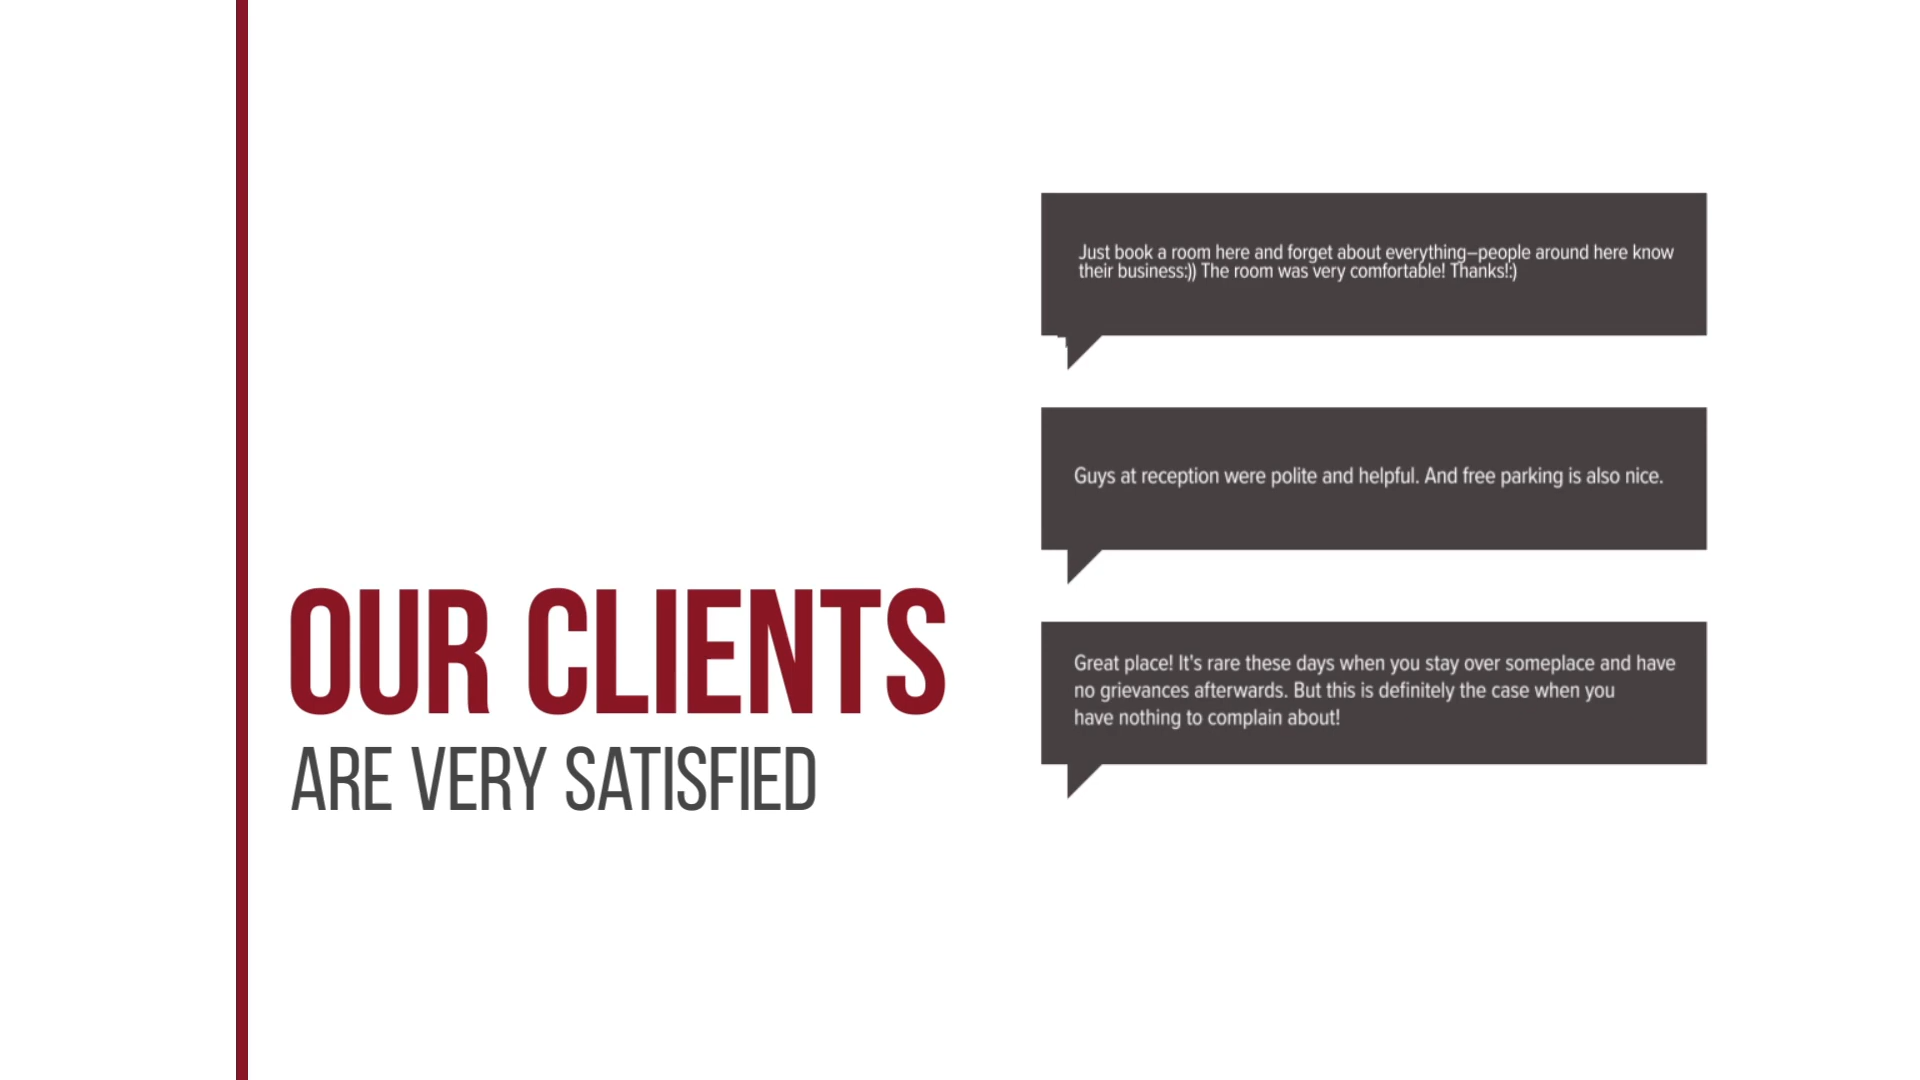 OUR CLIENTS
ARE VERY SATISFIED
Just book a room here and forget about everything–people around here know
their business:)) The room was very comfortable! Thanks!:)
Guys at reception were polite and helpful. And free parking is also nice.
Great place! It's rare these days when you stay over someplace and have
no grievances afterwards. But this is definitely the case when you
have nothing to complain about!